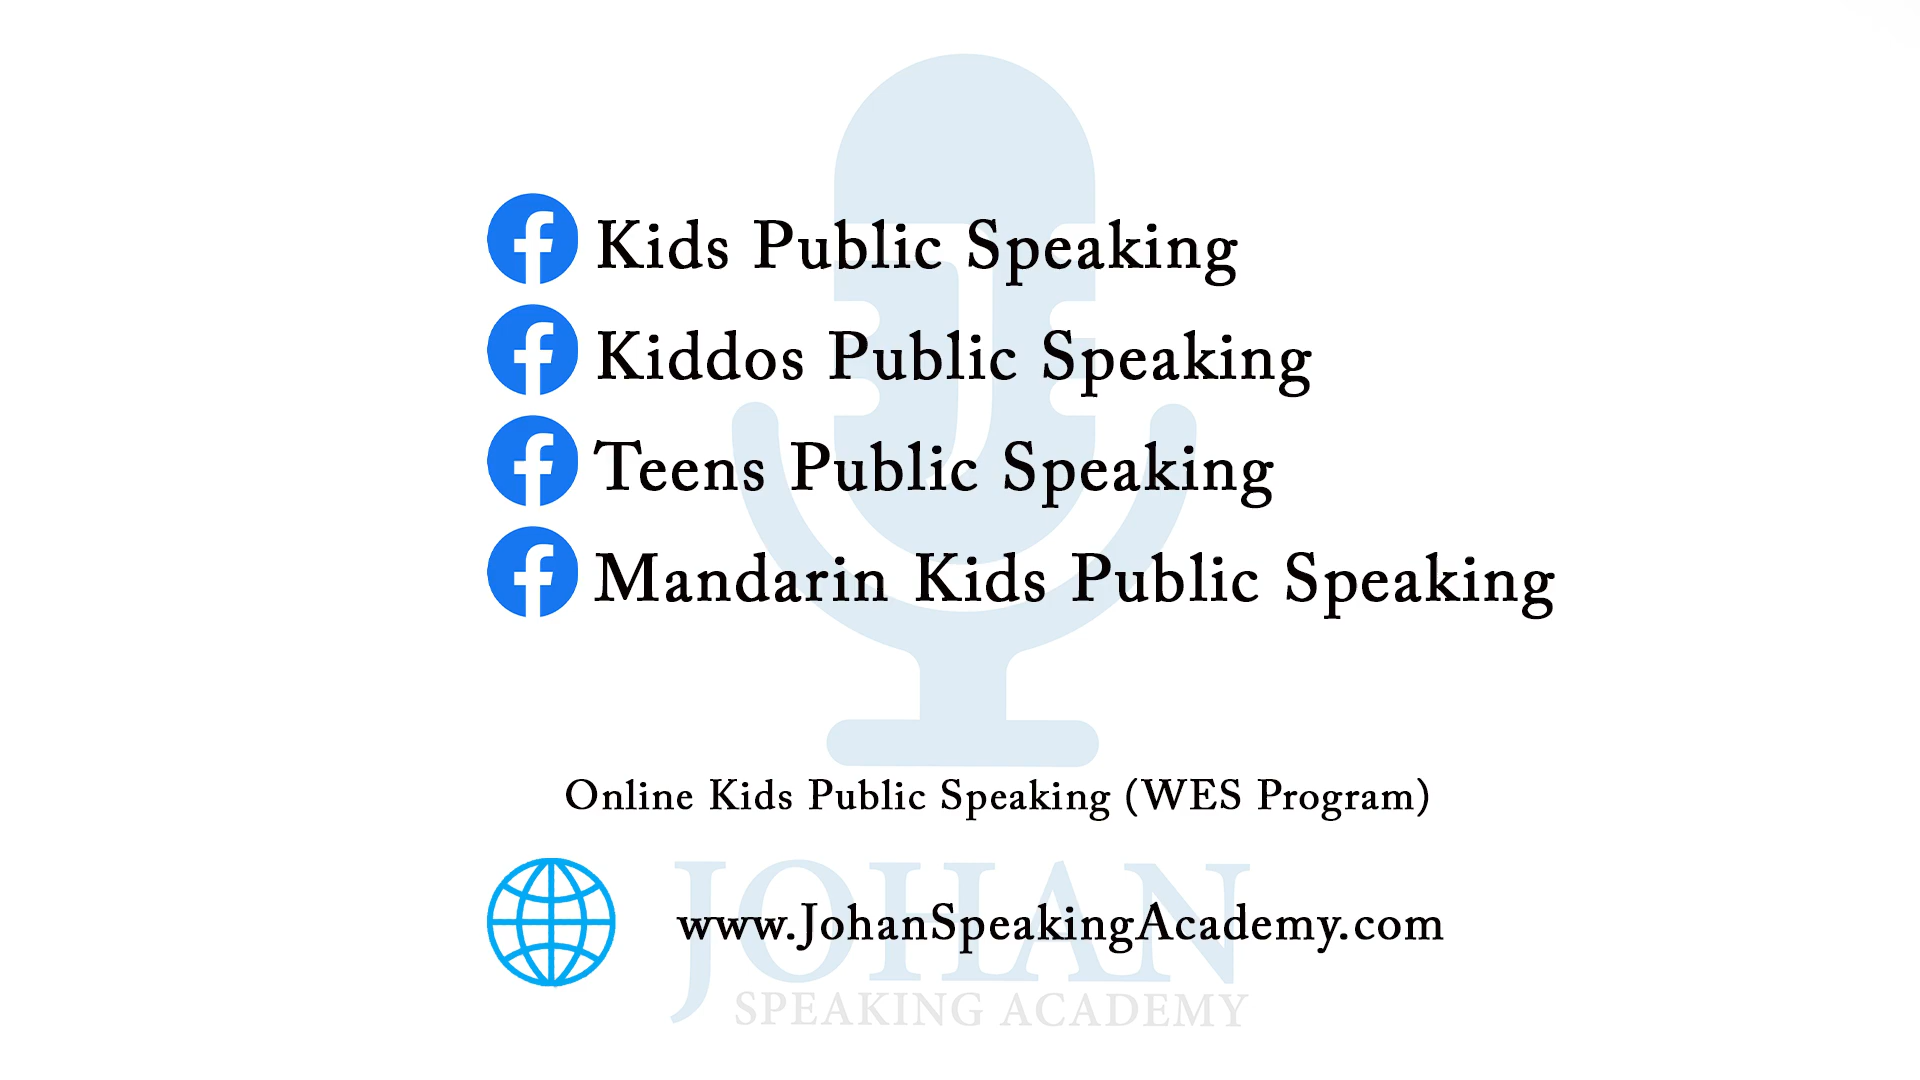 Kids Public Speaking
Kiddos Public Speaking
Teens Public Speaking
Mandarin Kids Public Speaking
Online Kids Public Speaking (WES Program)
www.JohanSpeakingAcademy.com
JOHAN
SPEAKING ACADEMY